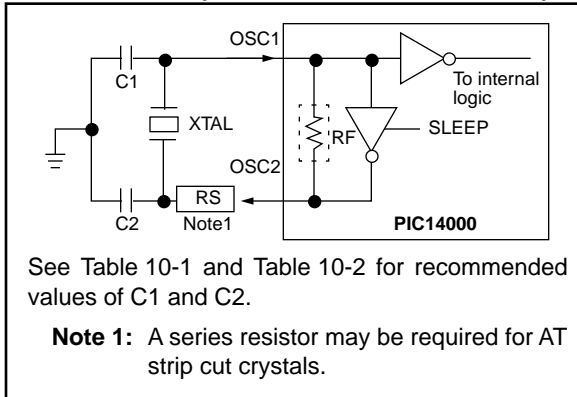 OSC1
C1
To internal
logic
XTAL
SLEEP
RF
OSC2
RS
C2
Note1
PIC14000
See Table 10-1 and Table 10-2 for recommended
values of C1 and C2.
Note 1: A series resistor may be required for AT
strip cut crystals.